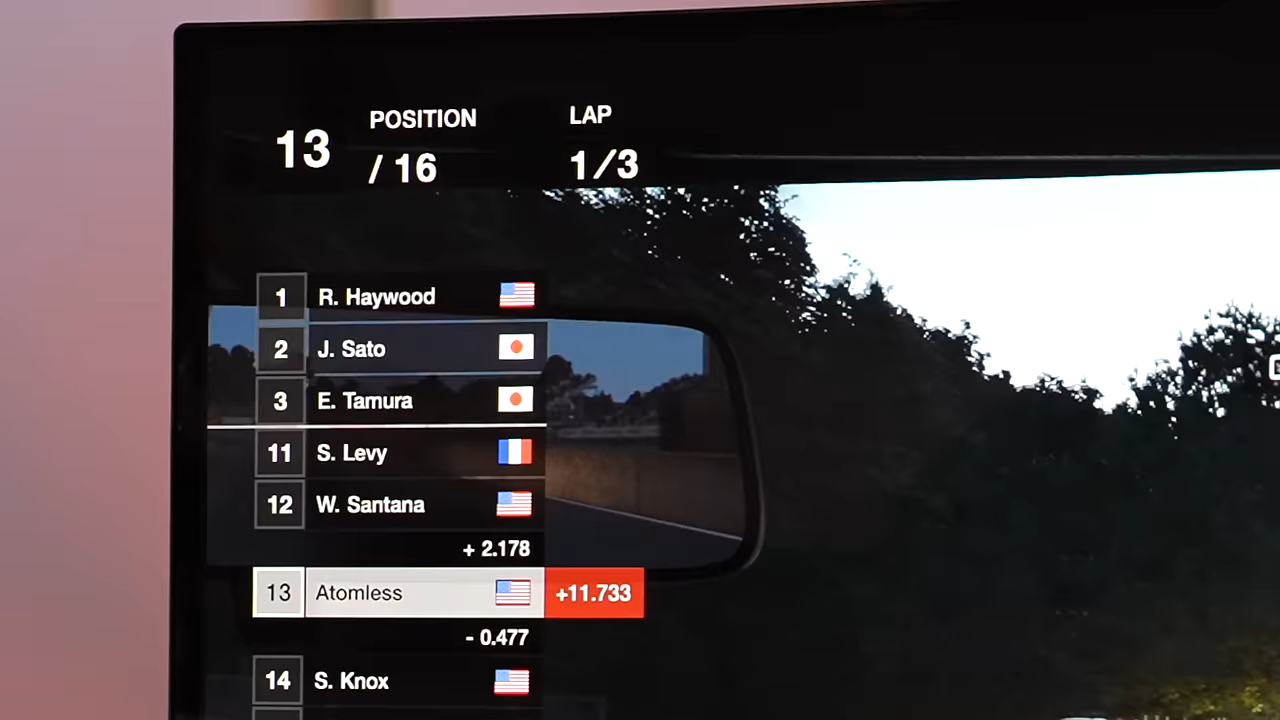 13 POSITION / 16
LAP 1/3
1 R. Haywood
2 J. Sato
3 E. Tamura
11 S. Levy
12 W. Santana
+ 2.178
13 Atomless +11.733
- 0.477
14 S. Knox